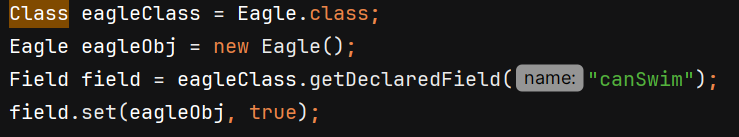 Class eagleClass = Eagle.class;
Eagle eagleObj = new Eagle();
Field field = eagleClass.getDeclaredField( name: "canSwim");
field.set(eagleObj, true);